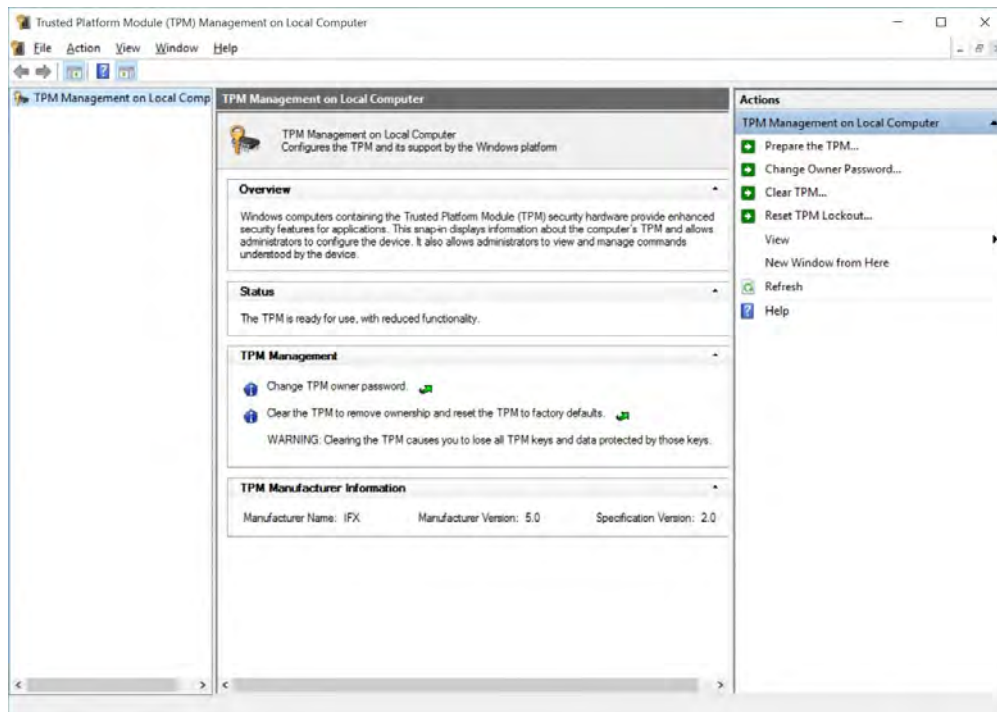 Trusted Platform Module (TPM) Management on Local Computer
File Action View Window Help
TPM Management on Local Comp
TPM Management on Local Computer
TPM Management on Local Computer
Configures the TPM and its support by the Windows platform
Overview
Windows computers containing the Trusted Platform Module (TPM) security hardware provide enhanced
security features for applications. This snap-in displays information about the computer's TPM and allows
administrators to configure the device. It also allows administrators to view and manage commands
understood by the device.
Status
The TPM is ready for use, with reduced functionality.
TPM Management
Change TPM owner password.
Clear the TPM to remove ownership and reset the TPM to factory defaults.
WARNING: Clearing the TPM causes you to lose all TPM keys and data protected by those keys.
TPM Manufacturer Information
Manufacturer Name: IFX Manufacturer Version: 5.0 Specification Version: 2.0
Actions
TPM Management on Local Computer
Prepare the TPM...
Change Owner Password...
Clear TPM...
Reset TPM Lockout...
View
New Window from Here
Refresh
Help